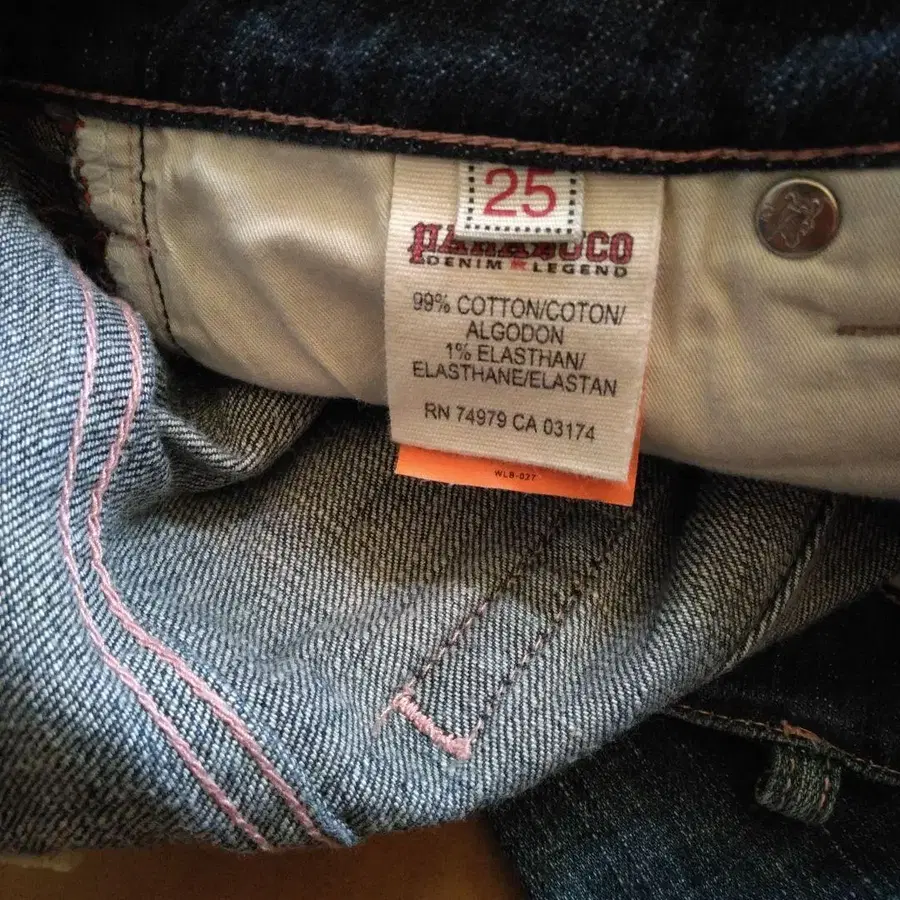 25
PARASUCO
DENIM LEGEND
99% COTTON/COTON/
ALGODON
1% ELASTHAN/
ELASTHANE/ELASTAN
RN 74979 CA 03174
WLB-027